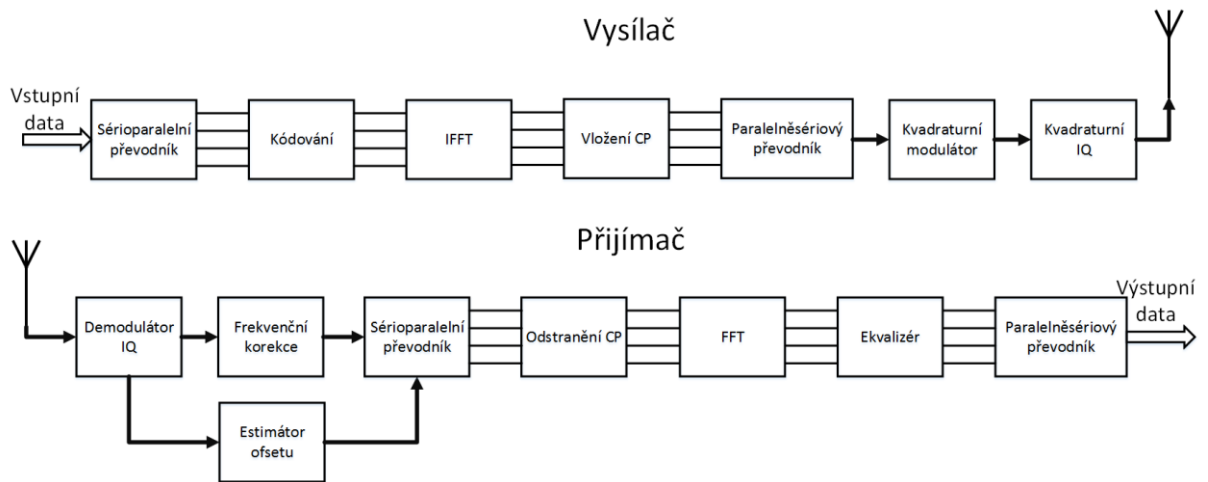 Vysílač
Vstupní
data
Sérioparalelní
převodník
Kódování
IFFT
Vložení CP
Paralelněsériový
převodník
Kvadraturní
modulátor
Kvadraturní
IQ
Přijímač
Demodulátor
IQ
Frekvenční
korekce
Sérioparalelní
převodník
Odstranění CP
FFT
Ekvalizér
Paralelněsériový
převodník
Výstupní
data
Estimátor
ofsetu